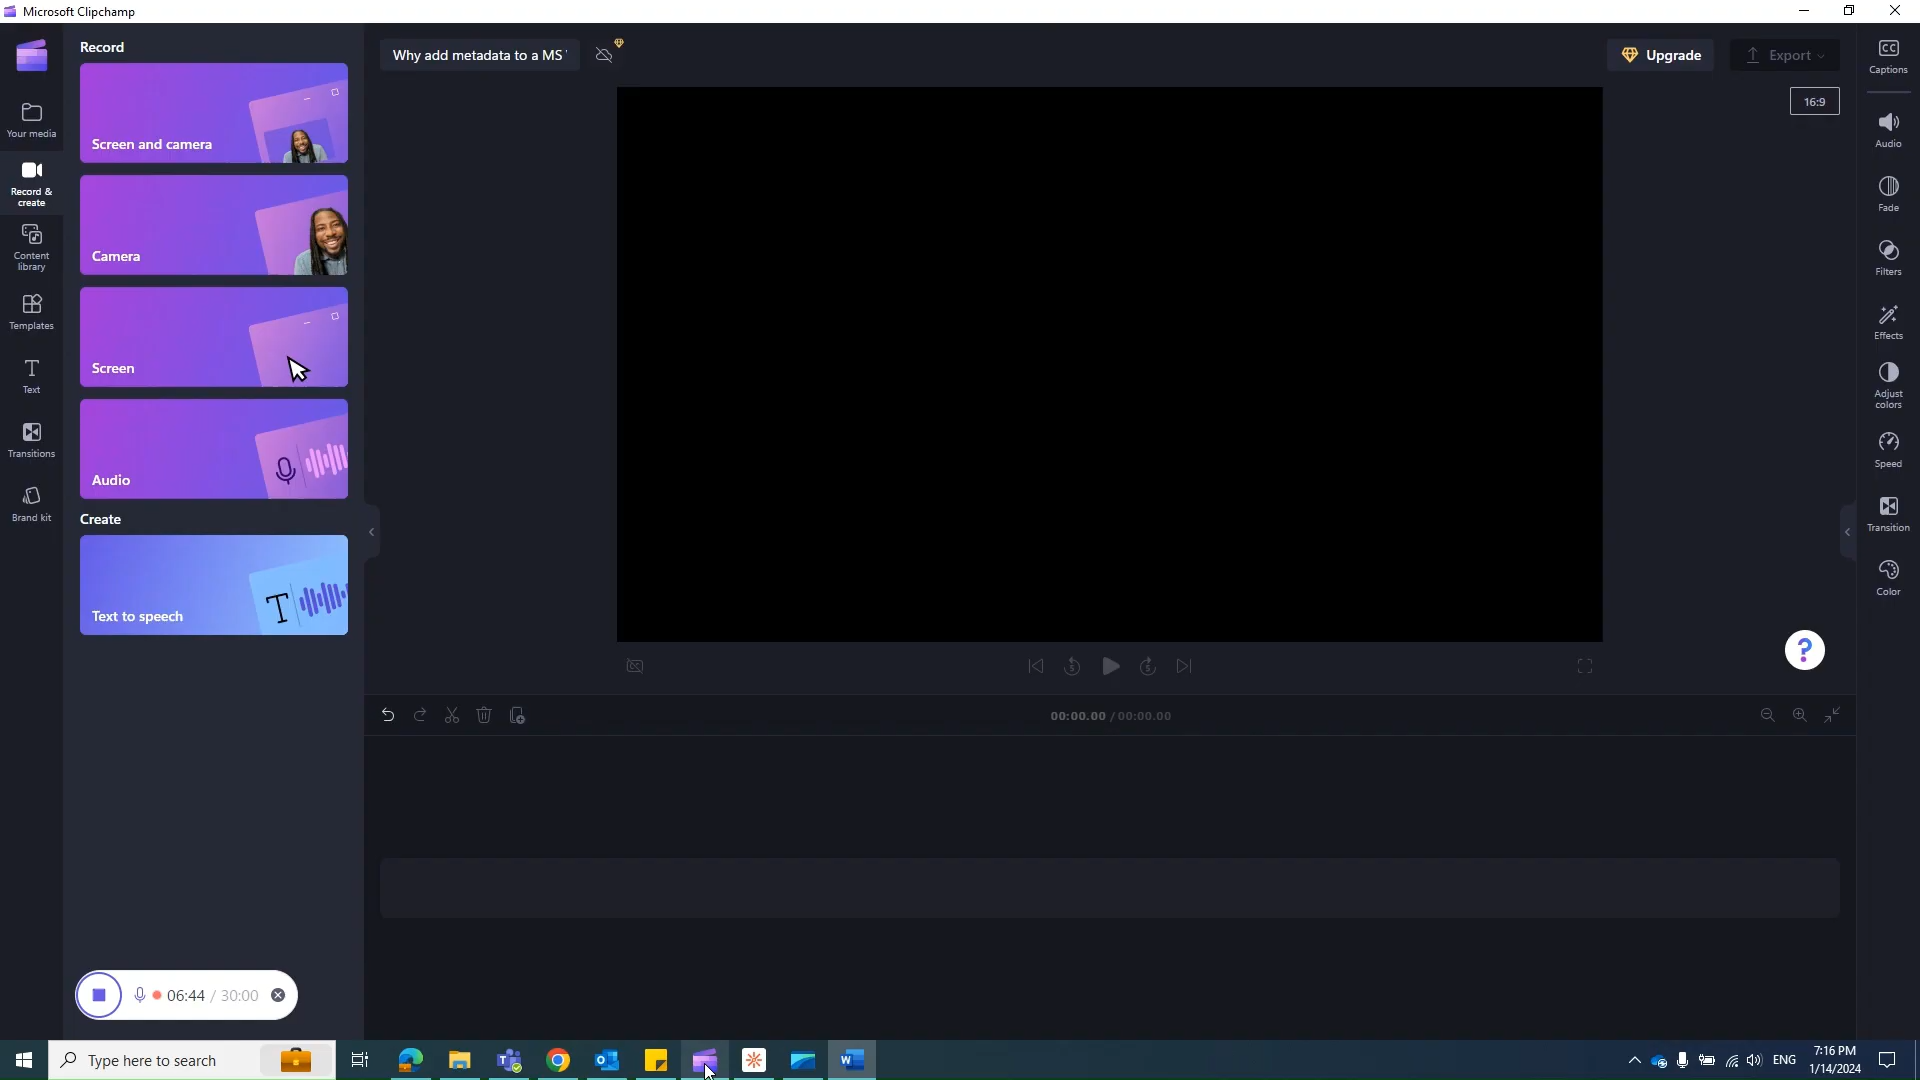 Microsoft Clipchamp
Record
Screen and camera
Camera
Screen
Audio
Create
Text to speech
Your media
Record &
create
Content
library
Templates
Text
Transitions
Brand kit
Why add metadata to a MS
Upgrade
Export
16:9
CC
Captions
Audio
Fade
Filters
Effects
Adjust
colors
Speed
Transition
Color
?
5
5
00:00.00 / 00:00.00
06:44 / 30:00
Type here to search
ENG
7:16 PM
1/14/2024